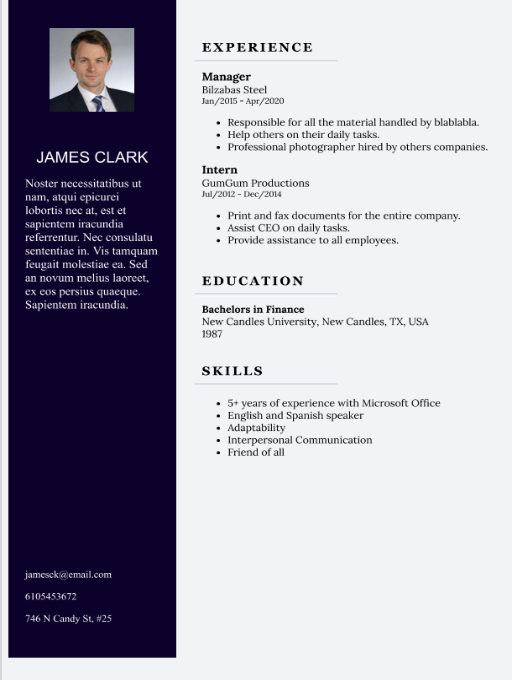 JAMES CLARK
Noster necessitatibus ut
nam, atqui epicurei
lobortis nec at, est et
sapientem iracundia
referrentur. Nec consulatu
sententiae in. Vis tamquam
feugait molestiae ea. Sed
an novum melius laoreet,
ex eos persius quaeque.
Sapientem iracundia.
jamesck@email.com
6105453672
746 N Candy St, #25
EXPERIENCE
Manager
Bilzabas Steel
Jan/2015 – Apr/2020
• Responsible for all the material handled by blablabla.
• Help others on their daily tasks.
• Professional photographer hired by others companies.
Intern
GumGum Productions
Jul/2012 – Dec/2014
• Print and fax documents for the entire company.
• Assist CEO on daily tasks.
• Provide assistance to all employees.
EDUCATION
Bachelors in Finance
New Candles University, New Candles, TX, USA
1987
SKILLS
• 5+ years of experience with Microsoft Office
• English and Spanish speaker
• Adaptability
• Interpersonal Communication
• Friend of all